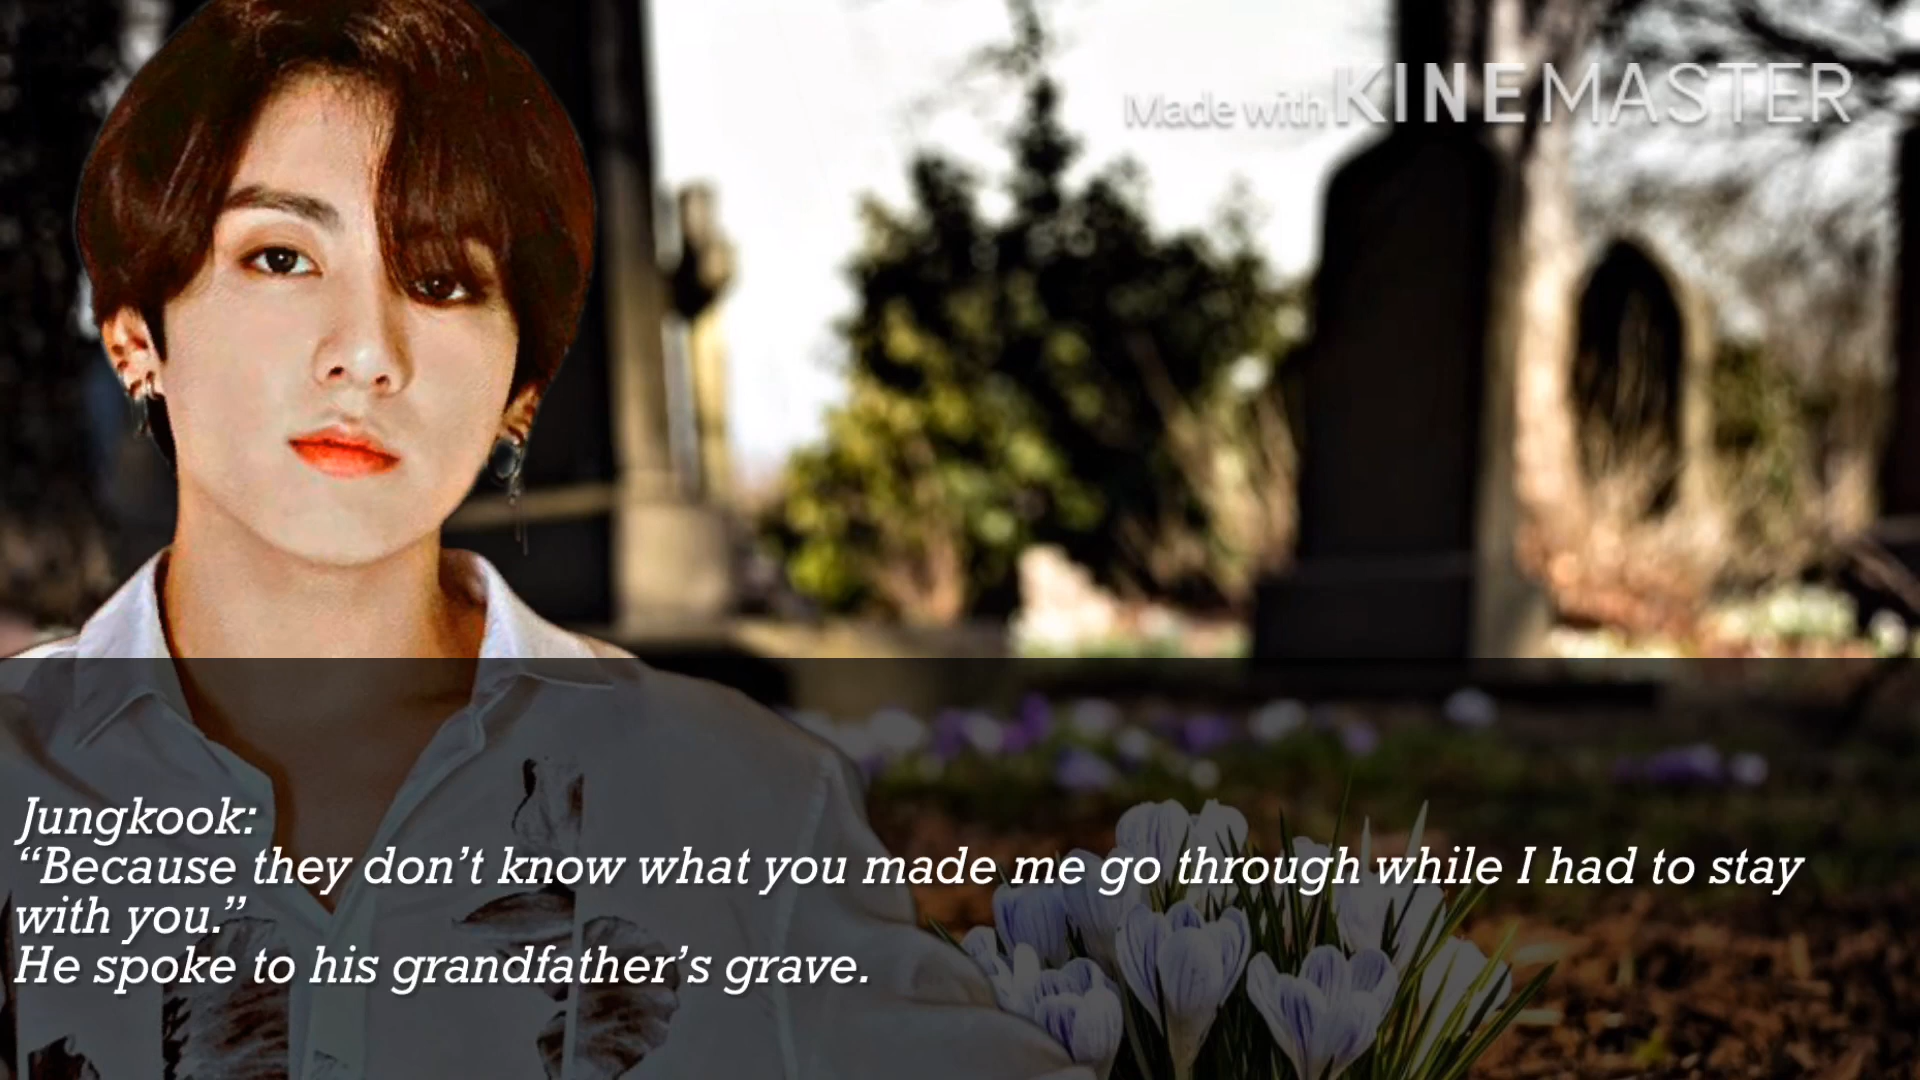 Made with KINEMASTER
Jungkook:
“Because they don’t know what you made me go through while I had to stay
with you.”
He spoke to his grandfather’s grave.